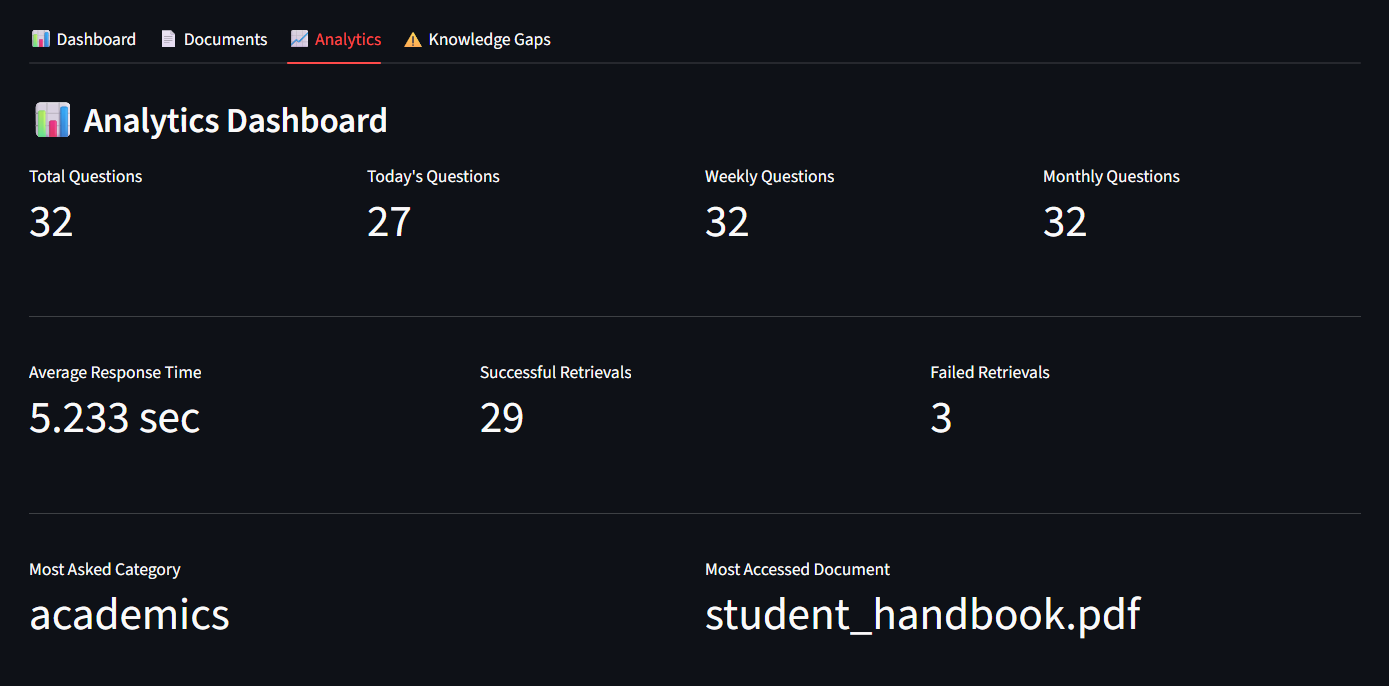 Dashboard Documents Analytics Knowledge Gaps
Analytics Dashboard
Total Questions Today's Questions Weekly Questions Monthly Questions
32 27 32 32
Average Response Time Successful Retrievals Failed Retrievals
5.233 sec 29 3
Most Asked Category Most Accessed Document
academics student_handbook.pdf